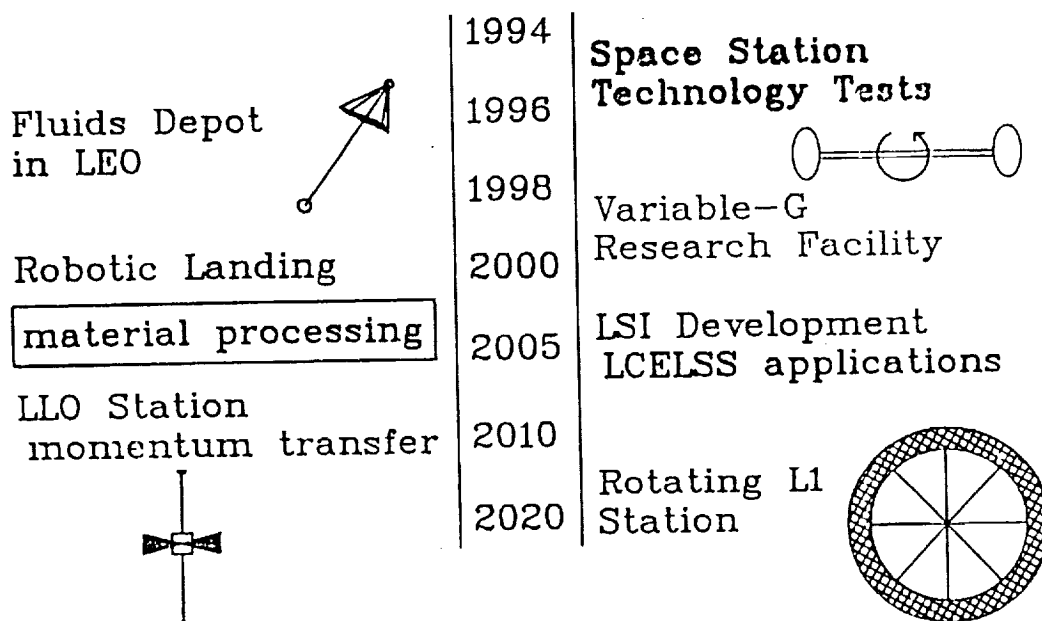 Fluids Depot
in LEO
Robotic Landing
material processing
LLO Station
momentum transfer
1994
1996
1998
2000
2005
2010
2020
Space Station
Technology Tests
Variable-G
Research Facility
LSI Development
LCELSS applications
Rotating L1
Station